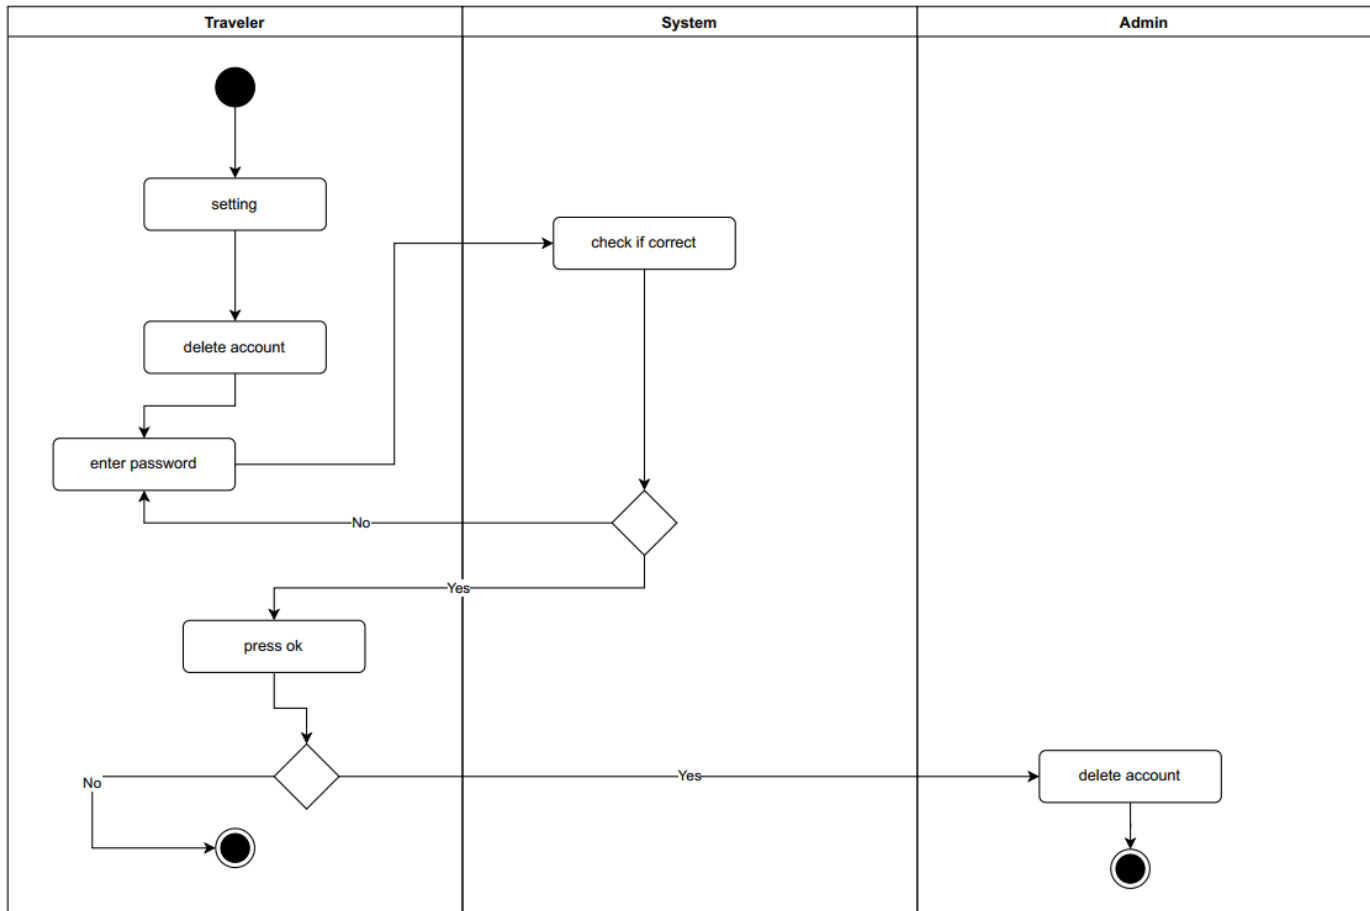 Traveler
System
Admin
setting
check if correct
delete account
enter password
No
Yes
press ok
No
Yes
delete account